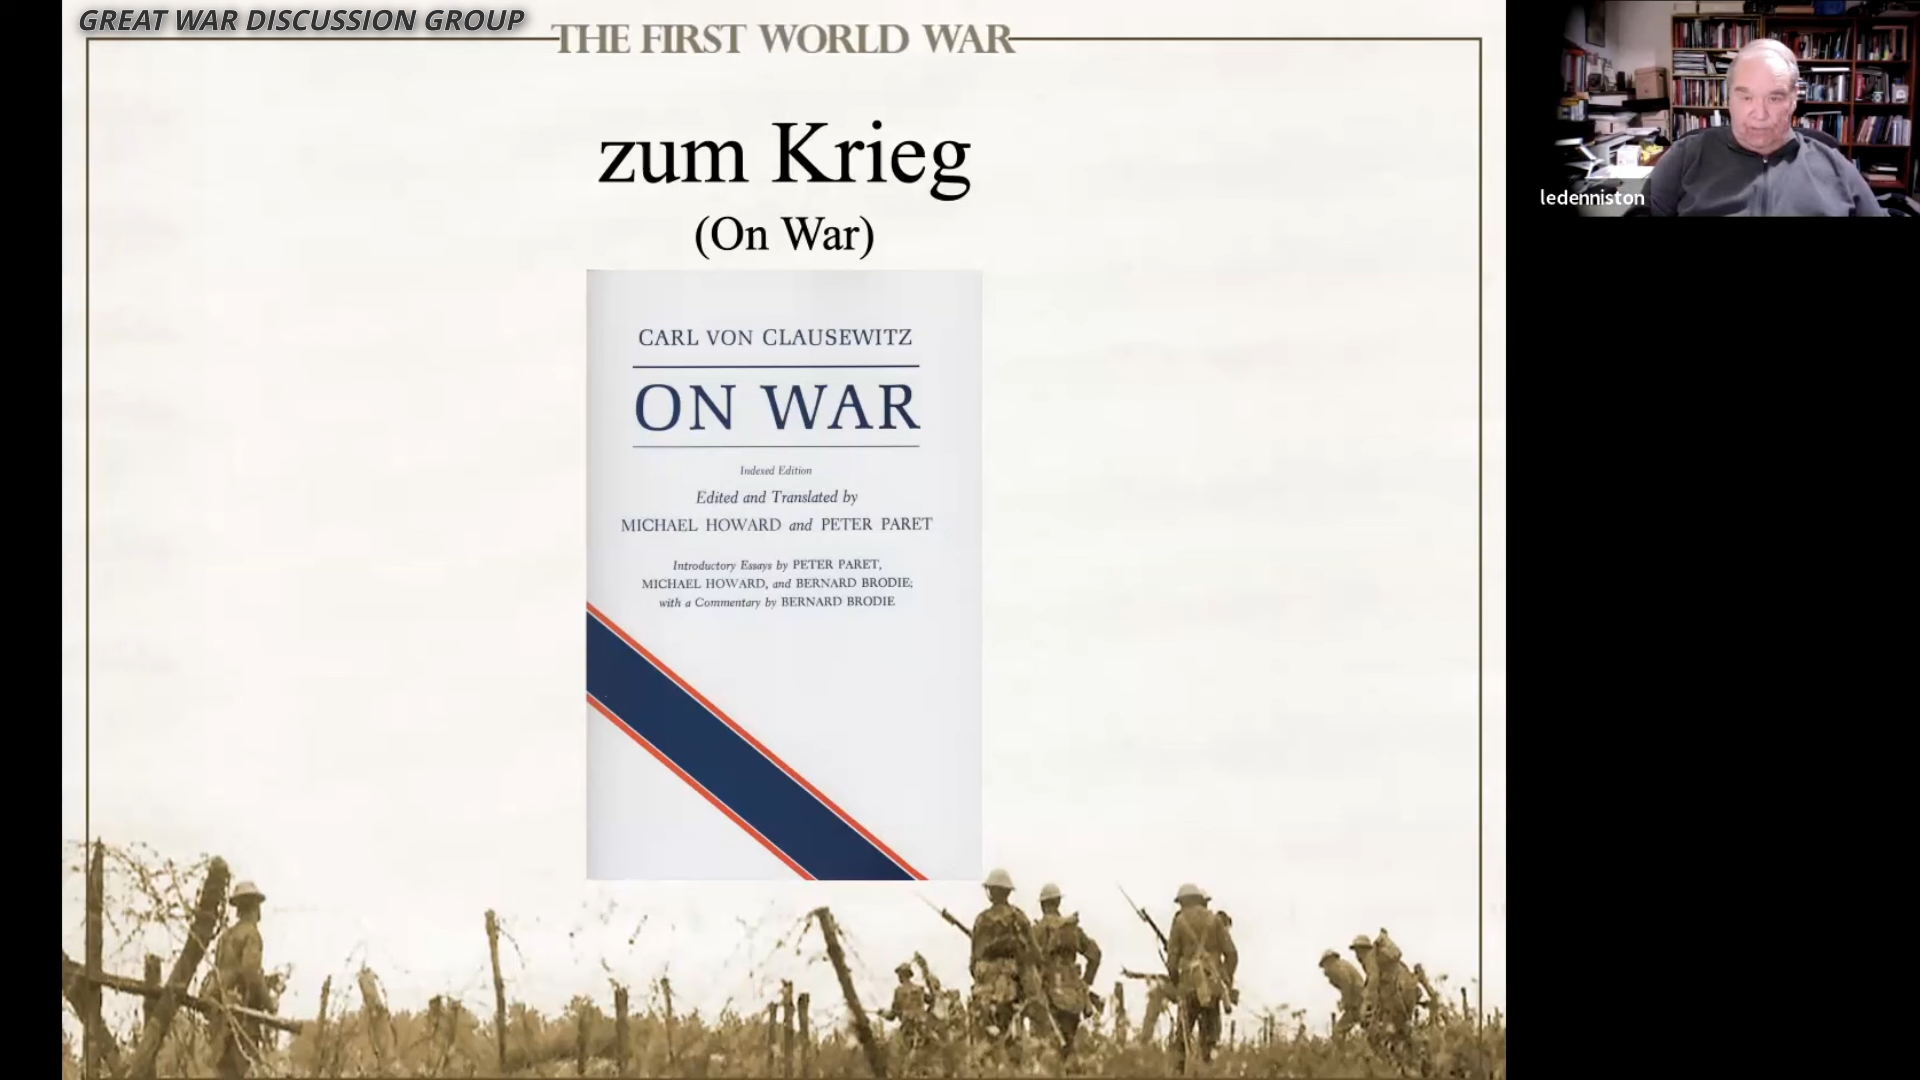 GREAT WAR DISCUSSION GROUP
THE FIRST WORLD WAR
zum Krieg
(On War)
CARL VON CLAUSEWITZ
ON WAR
Indexed Edition
Edited and Translated by
MICHAEL HOWARD and PETER PARET
Introductory Essays by PETER PARET,
MICHAEL HOWARD, and BERNARD BRODIE;
with a Commentary by BERNARD BRODIE
ledenniston